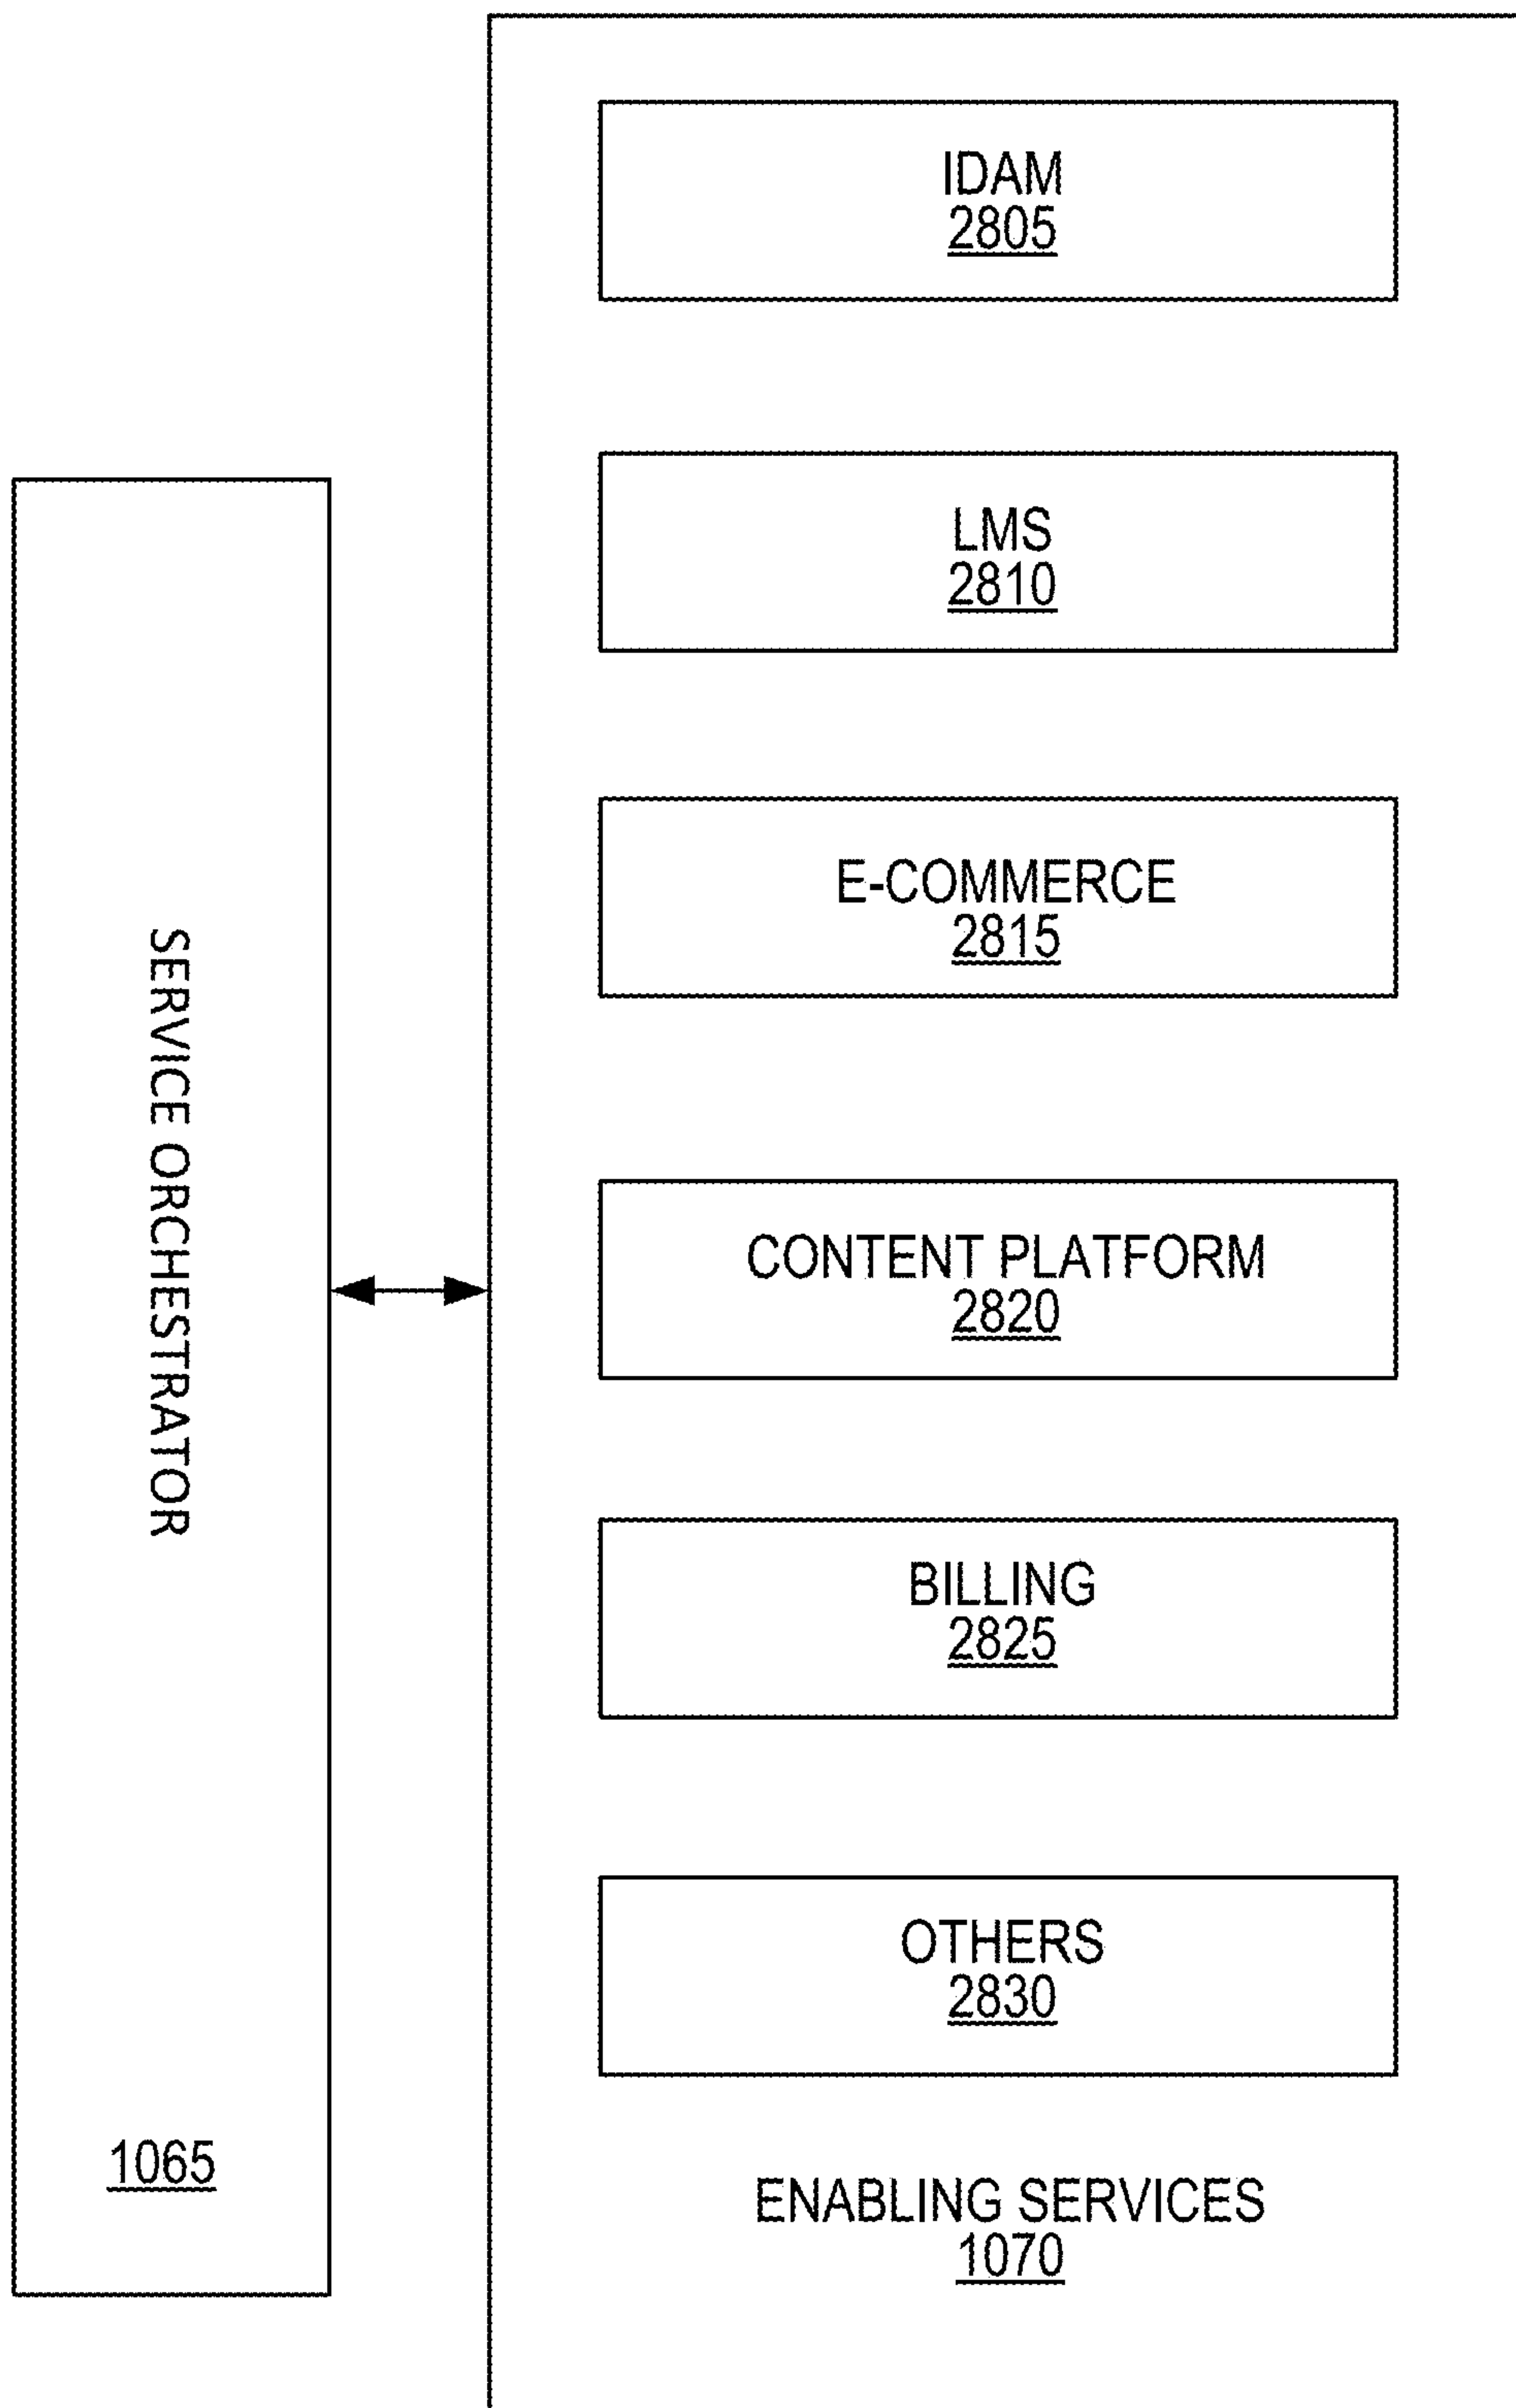 SERVICE ORCHESTRATOR
1065
IDAM
2805
LMS
2810
E-COMMERCE
2815
CONTENT PLATFORM
2820
BILLING
2825
OTHERS
2830
ENABLING SERVICES
1070